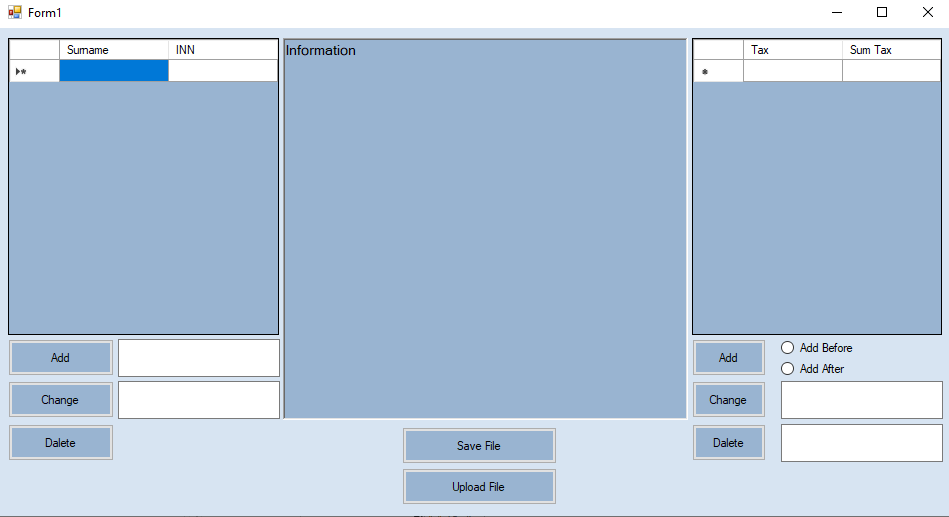 Form1
Surname INN
Information
Tax Sum Tax
Add
Change
Dalete
Save File
Upload File
Add
Add Before
Add After
Change
Dalete